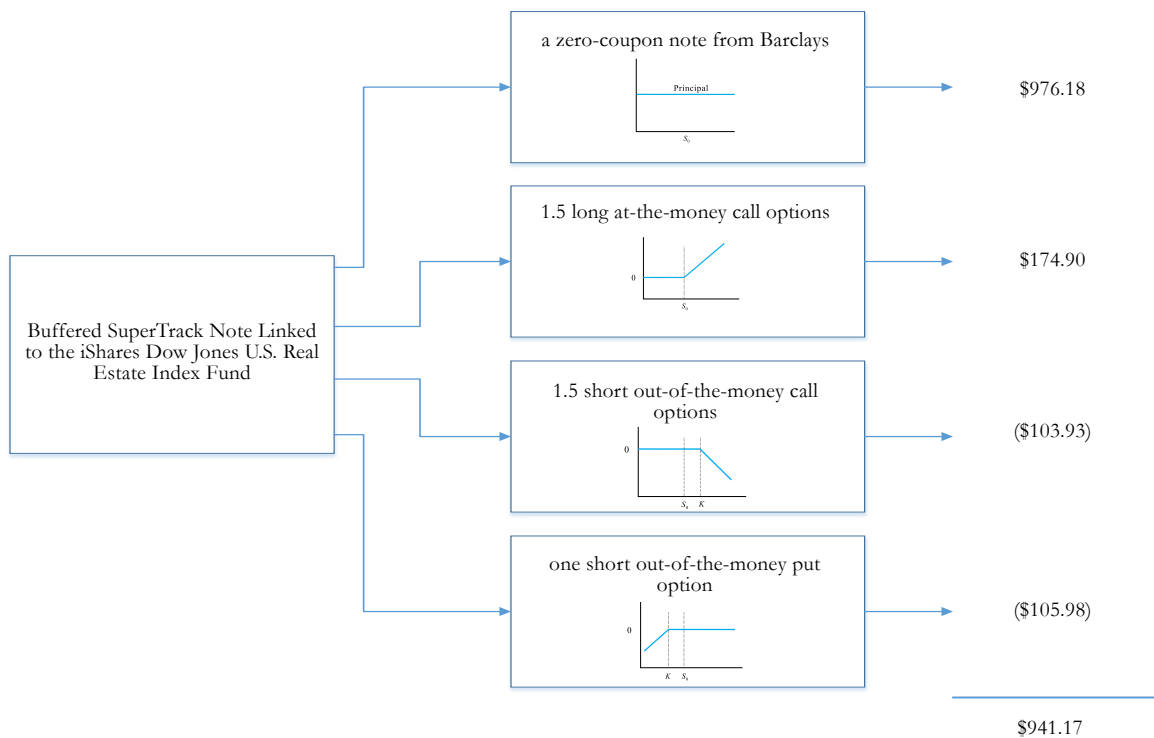 a zero-coupon note from Barclays
Principal
S0
$976.18
1.5 long at-the-money call options
0
S0
$174.90
Buffered SuperTrack Note Linked
to the iShares Dow Jones U.S. Real
Estate Index Fund
1.5 short out-of-the-money call
options
0
S0 K
($103.93)
one short out-of-the-money put
option
0
K S0
($105.98)
$941.17